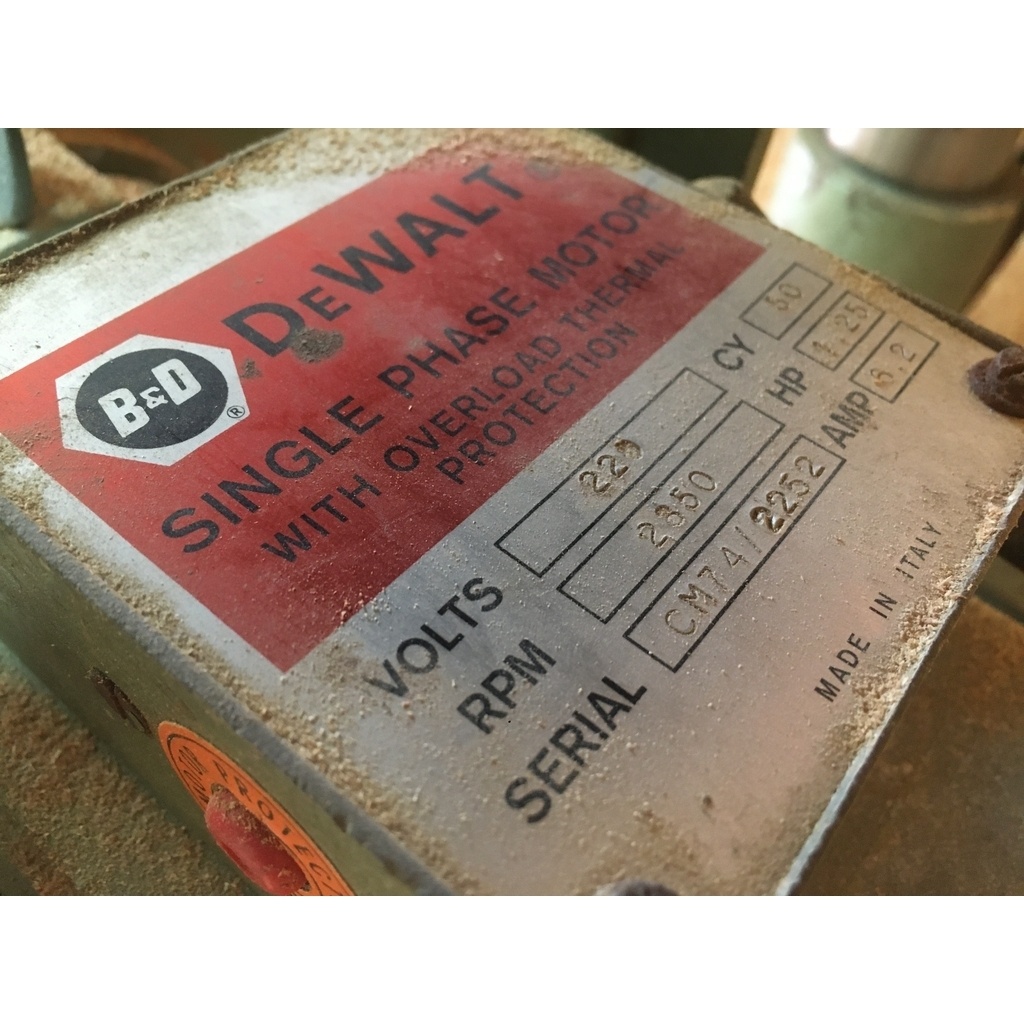 DEWALT
B&D ®
SINGLE PHASE MOTOR
WITH OVERLOAD THERMAL
PROTECTION
VOLTS 220 CY 50
RPM 2850 HP 1.25
SERIAL CM74/2252 AMP 6.2
MADE IN ITALY